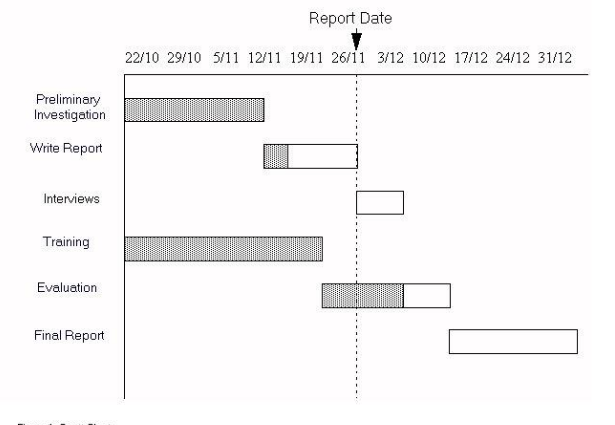 Report Date
22/10 29/10 5/11 12/11 19/11 26/11 3/12 10/12 17/12 24/12 31/12
Preliminary
Investigation
Write Report
Interviews
Training
Evaluation
Final Report